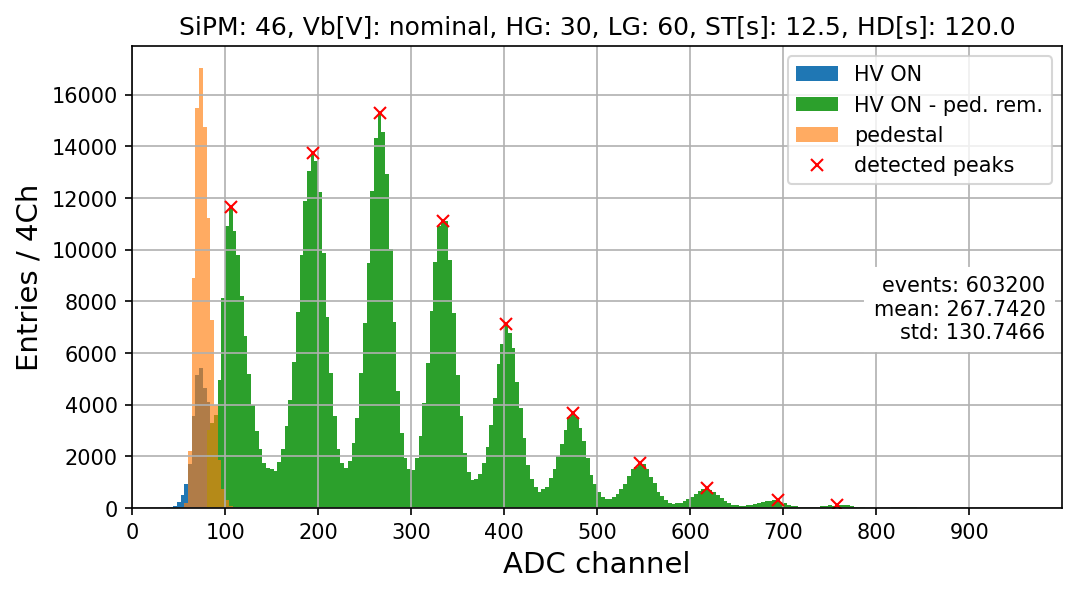 SiPM: 46, Vb[V]: nominal, HG: 30, LG: 60, ST[s]: 12.5, HD[s]: 120.0
HV ON
HV ON - ped. rem.
pedestal
detected peaks
events: 603200
mean: 267.7420
std: 130.7466
Entries / 4Ch
16000
14000
12000
10000
8000
6000
4000
2000
0
0 100 200 300 400 500 600 700 800 900
ADC channel